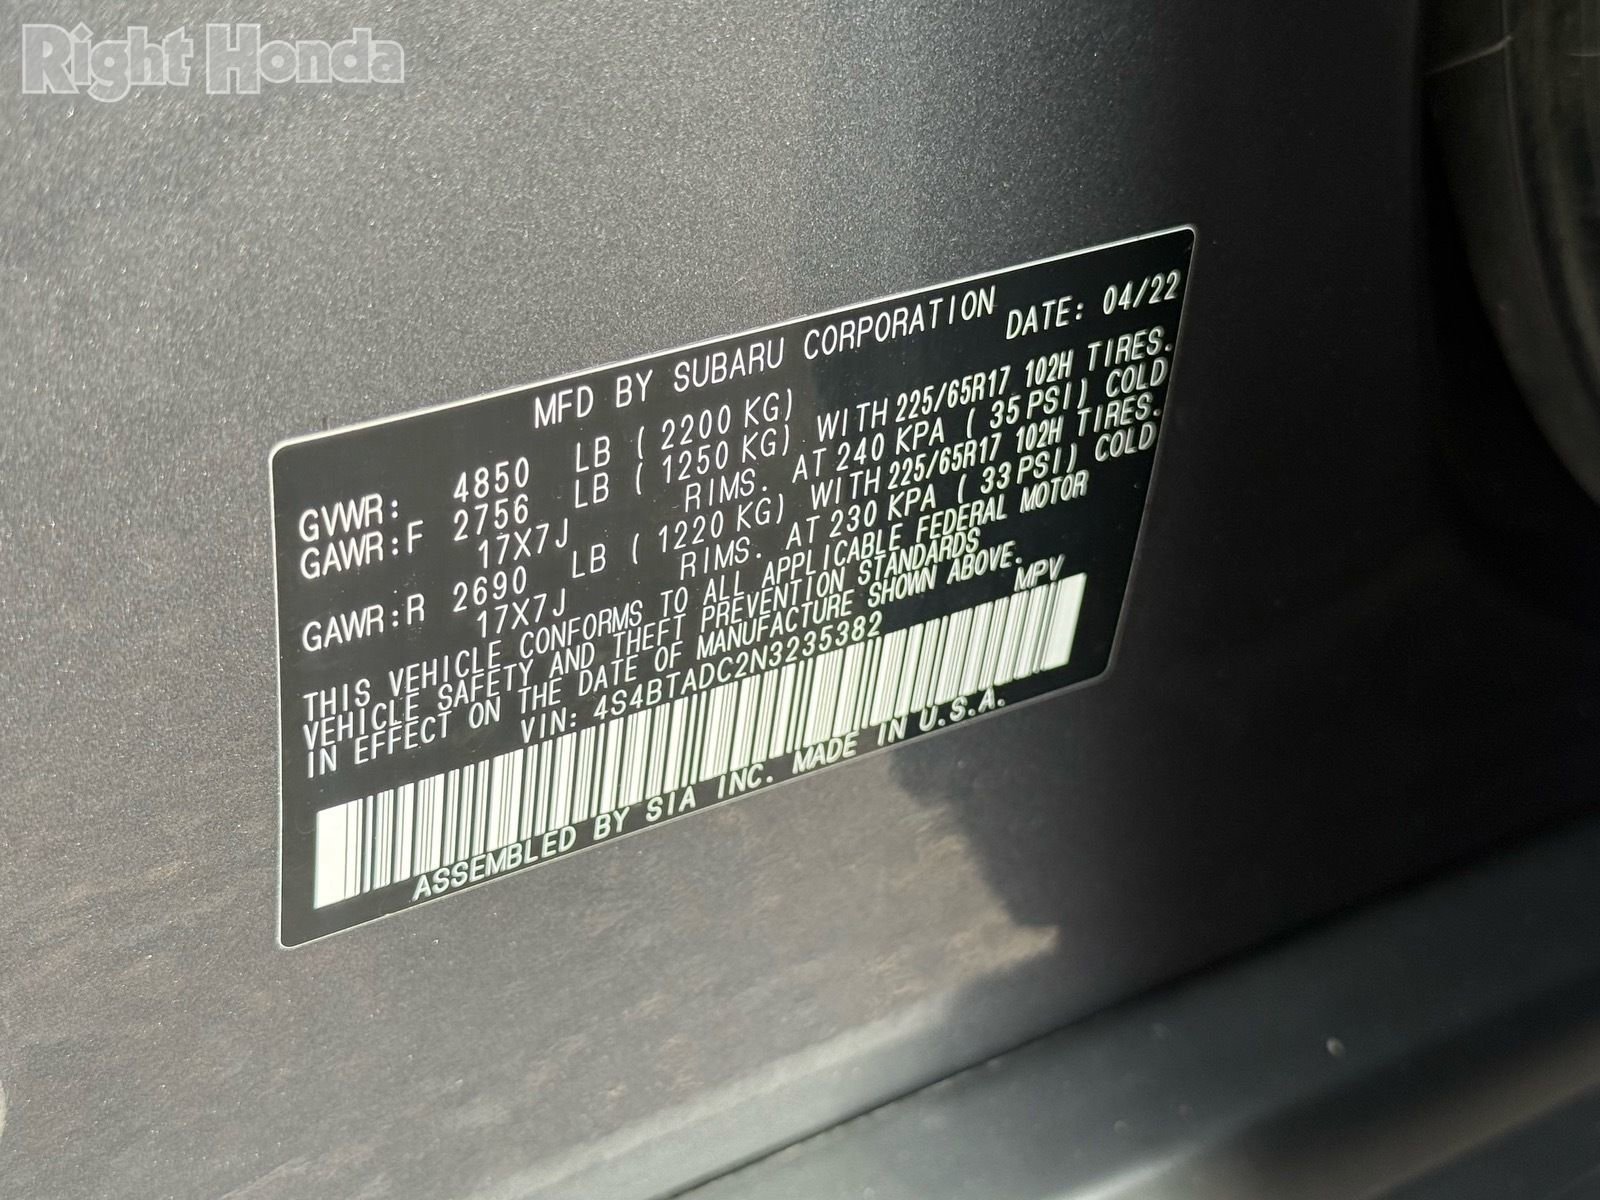 Right Honda
MFD BY SUBARU CORPORATION
DATE: 04/22
GVWR: 4850 LB ( 2200 KG)
GAWR:F 2756 LB ( 1250 KG) WITH 225/65R17 102H TIRES.
17X7J RIMS. AT 240 KPA ( 35 PSI) COLD
GAWR:R 2690 LB ( 1220 KG) WITH 225/65R17 102H TIRES.
17X7J RIMS. AT 230 KPA ( 33 PSI) COLD
THIS VEHICLE CONFORMS TO ALL APPLICABLE FEDERAL MOTOR
VEHICLE SAFETY AND THEFT PREVENTION STANDARDS
IN EFFECT ON THE DATE OF MANUFACTURE SHOWN ABOVE.
VIN: 4S4BTADC2N3235382 MPV
ASSEMBLED BY SIA INC. MADE IN U.S.A.